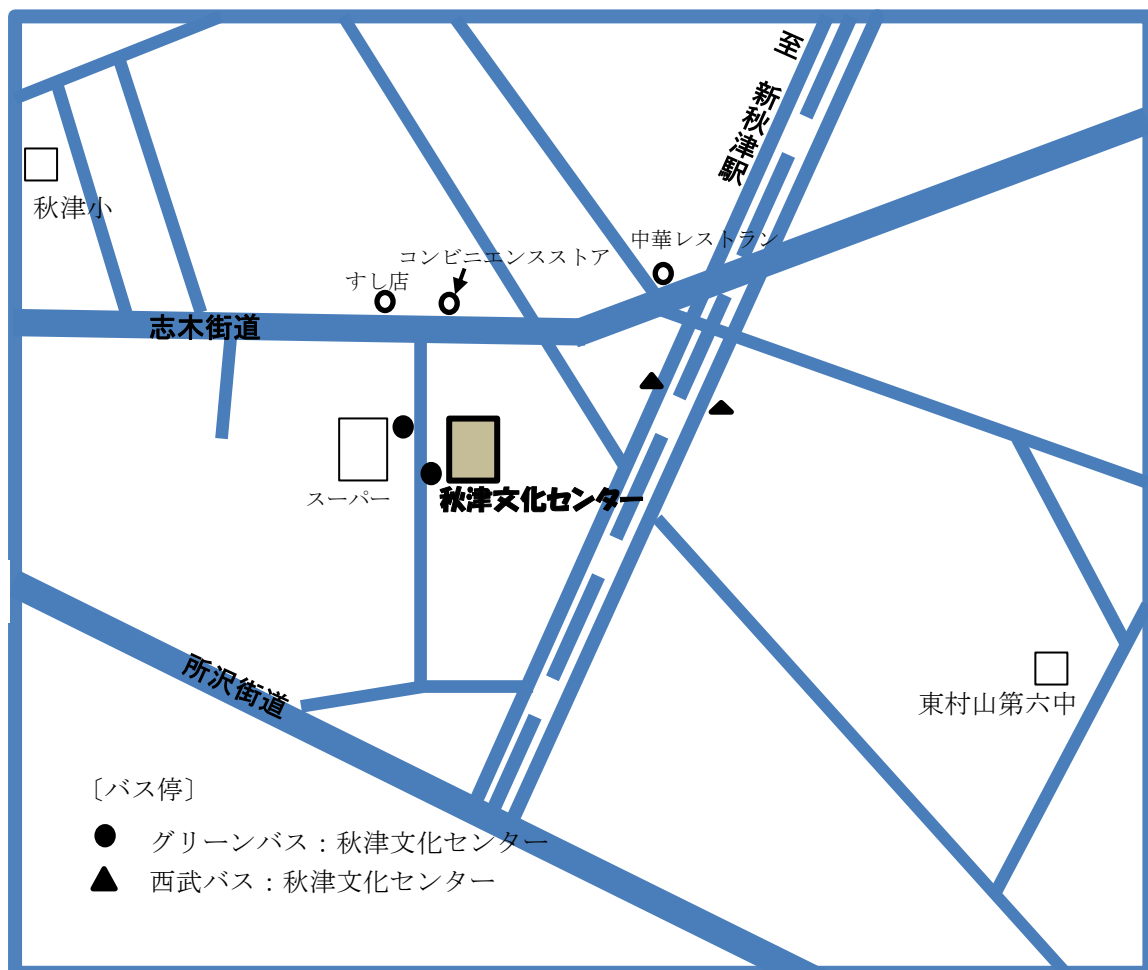 至　新秋津駅
秋津小
中華レストラン
コンビニエンスストア
すし店
志木街道
スーパー
秋津文化センター
所沢街道
東村山第六中
〔バス停〕
グリーンバス：秋津文化センター
西武バス：秋津文化センター